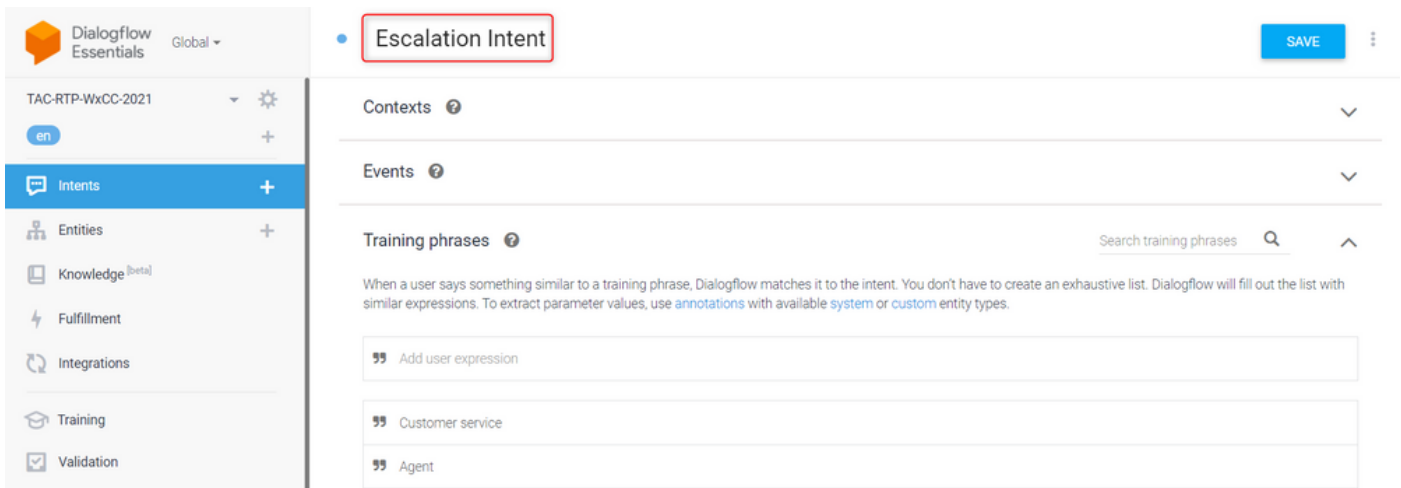 Dialogflow
Essentials
Global
Escalation Intent
SAVE
TAC-RTP-WxCC-2021
en
Intents
Entities
Knowledge [beta]
Fulfillment
Integrations
Training
Validation
Contexts
Events
Training phrases
Search training phrases
When a user says something similar to a training phrase, Dialogflow matches it to the intent. You don't have to create an exhaustive list. Dialogflow will fill out the list with
similar expressions. To extract parameter values, use annotations with available system or custom entity types.
Add user expression
Customer service
Agent